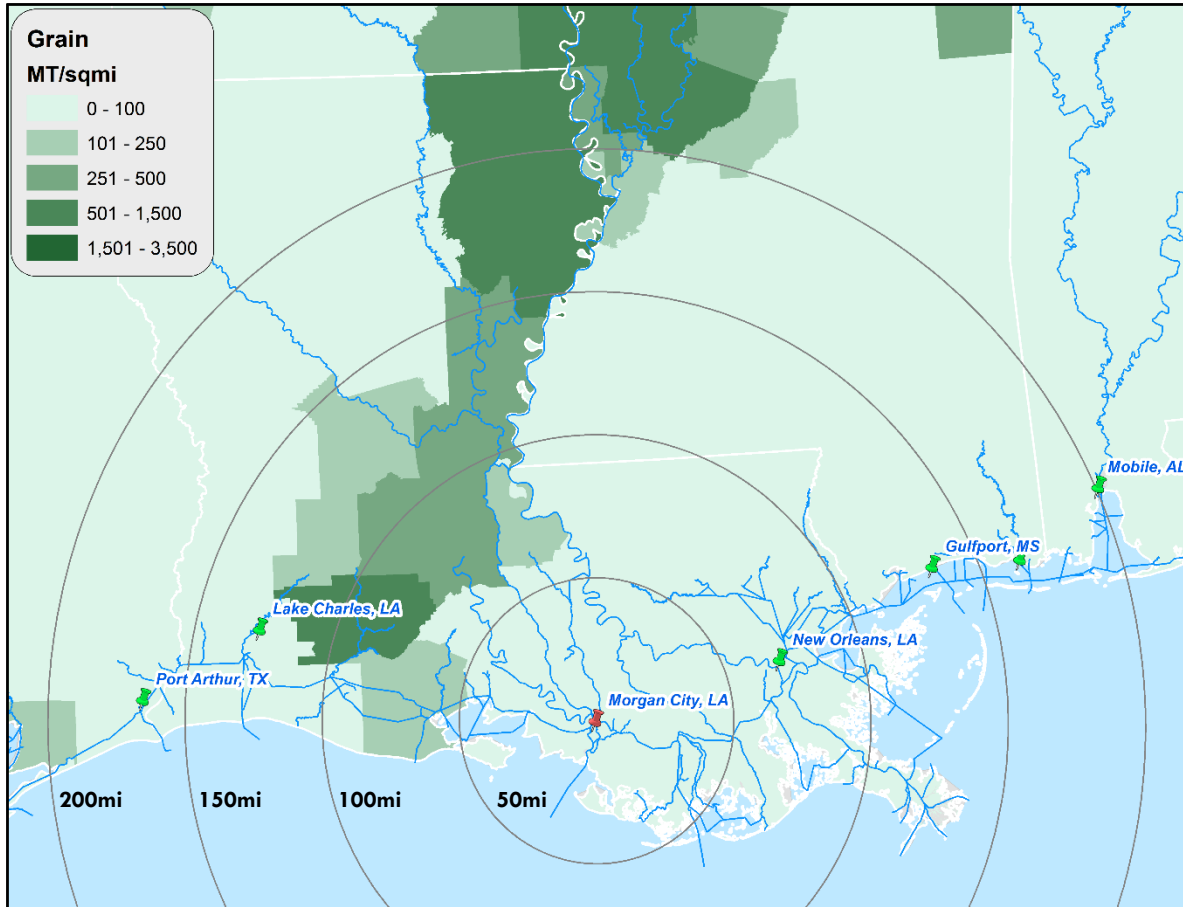 Grain
MT/sqmi
0 - 100
101 - 250
251 - 500
501 - 1,500
1,501 - 3,500
Mobile, AL
Gulfport, MS
Lake Charles, LA
New Orleans, LA
Port Arthur, TX
Morgan City, LA
200mi
150mi
100mi
50mi